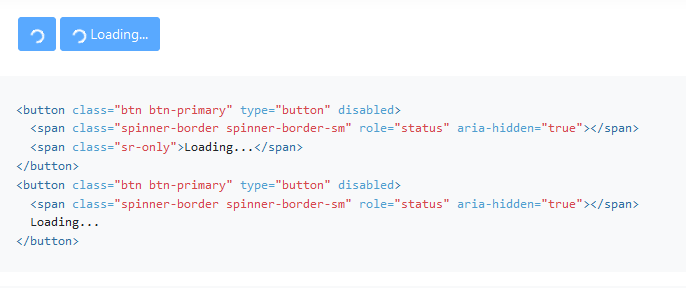 Loading...
<button class="btn btn-primary" type="button" disabled>
  <span class="spinner-border spinner-border-sm" role="status" aria-hidden="true"></span>
  <span class="sr-only">Loading...</span>
</button>
<button class="btn btn-primary" type="button" disabled>
  <span class="spinner-border spinner-border-sm" role="status" aria-hidden="true"></span>
  Loading...
</button>